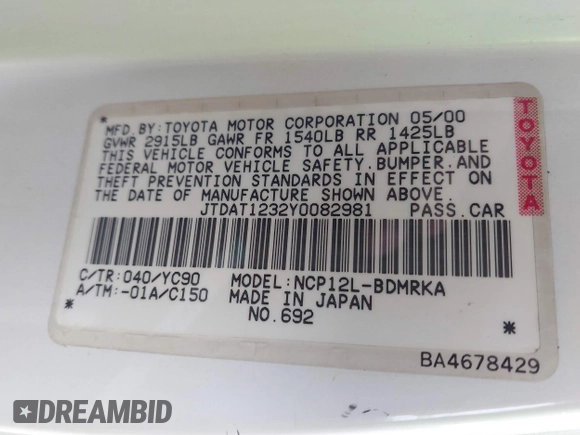 MFD.BY:TOYOTA MOTOR CORPORATION 05/00
GVWR 2915LB GAWR FR 1540LB RR 1425LB
THIS VEHICLE CONFORMS TO ALL APPLICABLE
FEDERAL MOTOR VEHICLE SAFETY.BUMPER.AND
THEFT PREVENTION STANDARDS IN EFFECT ON
THE DATE OF MANUFACTURE SHOWN ABOVE.
JTDAT1232Y0082981 PASS.CAR
TOYOTA
C/TR:040/YC90 MODEL:NCP12L-BDMRKA
A/TM:-01A/C150 MADE IN JAPAN
* NO.692 *
BA4678429
DREAMBID